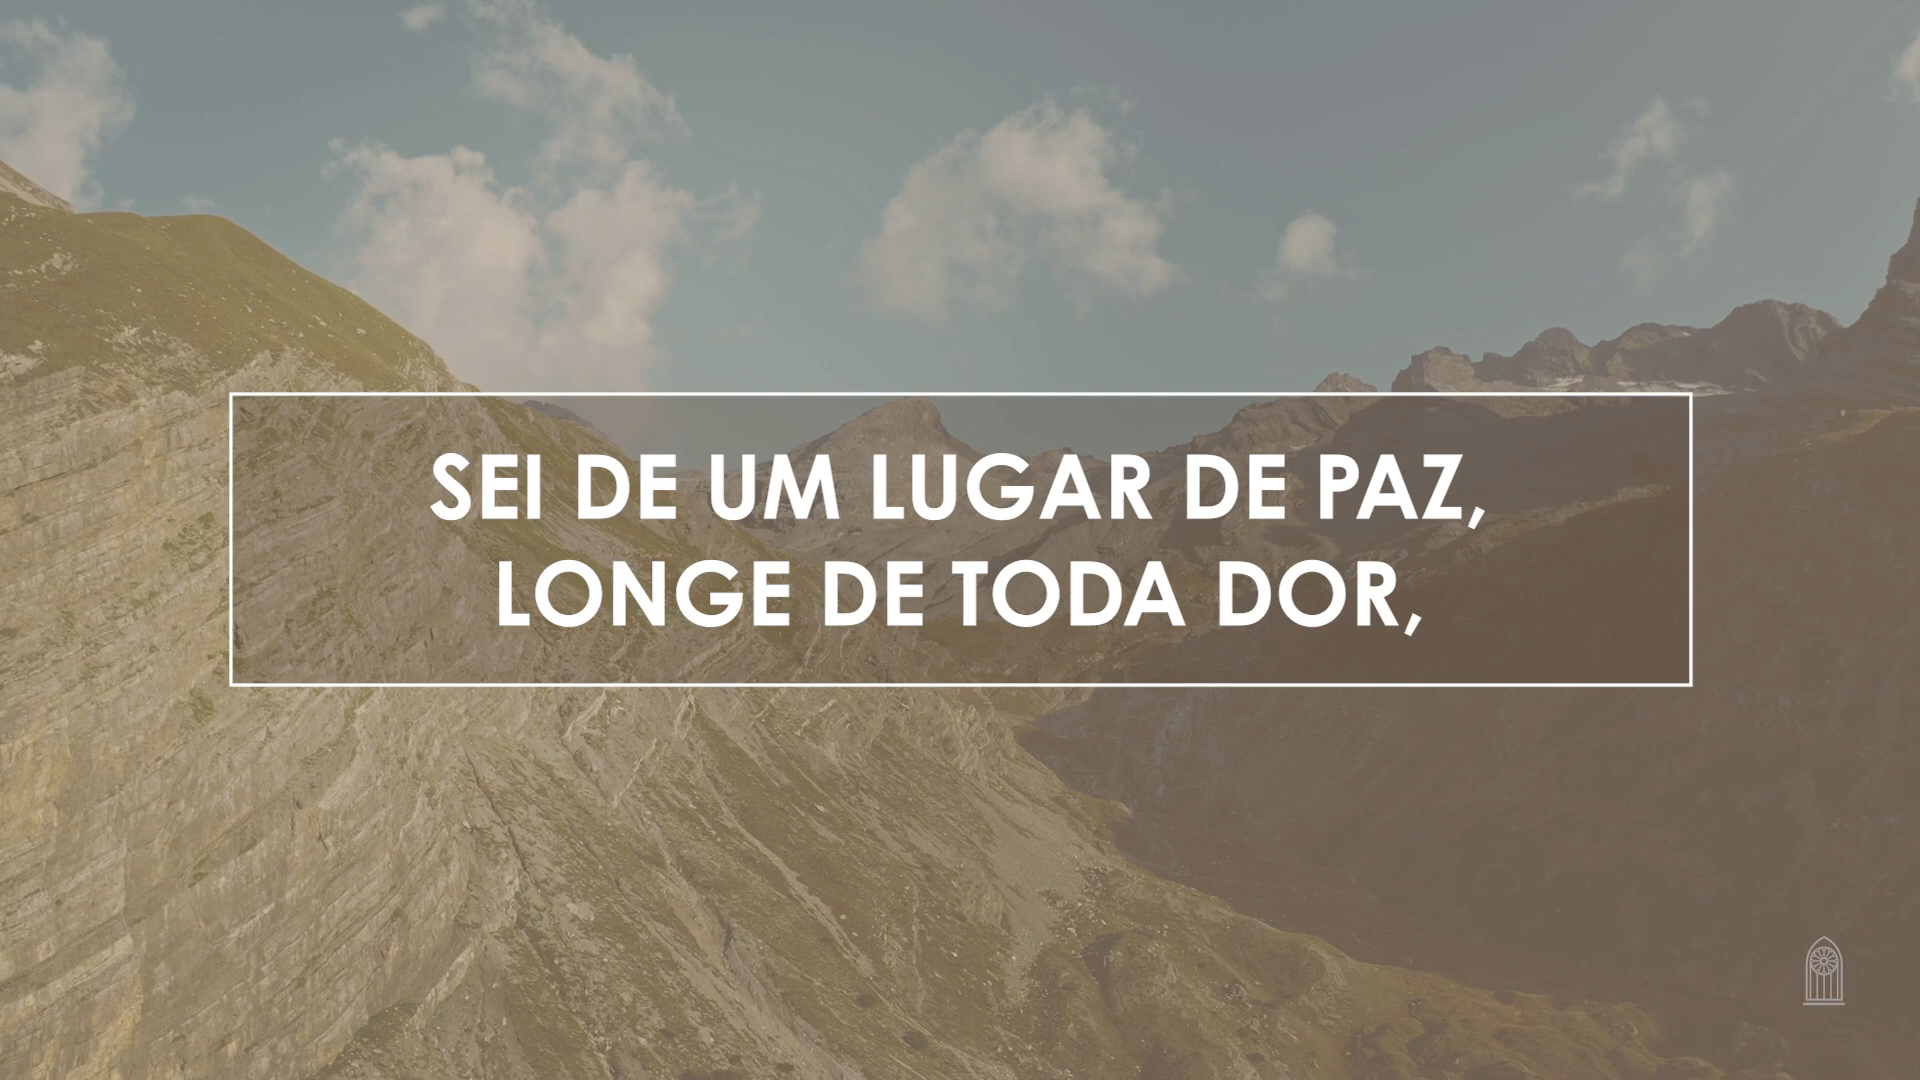 SEI DE UM LUGAR DE PAZ,
LONGE DE TODA DOR,